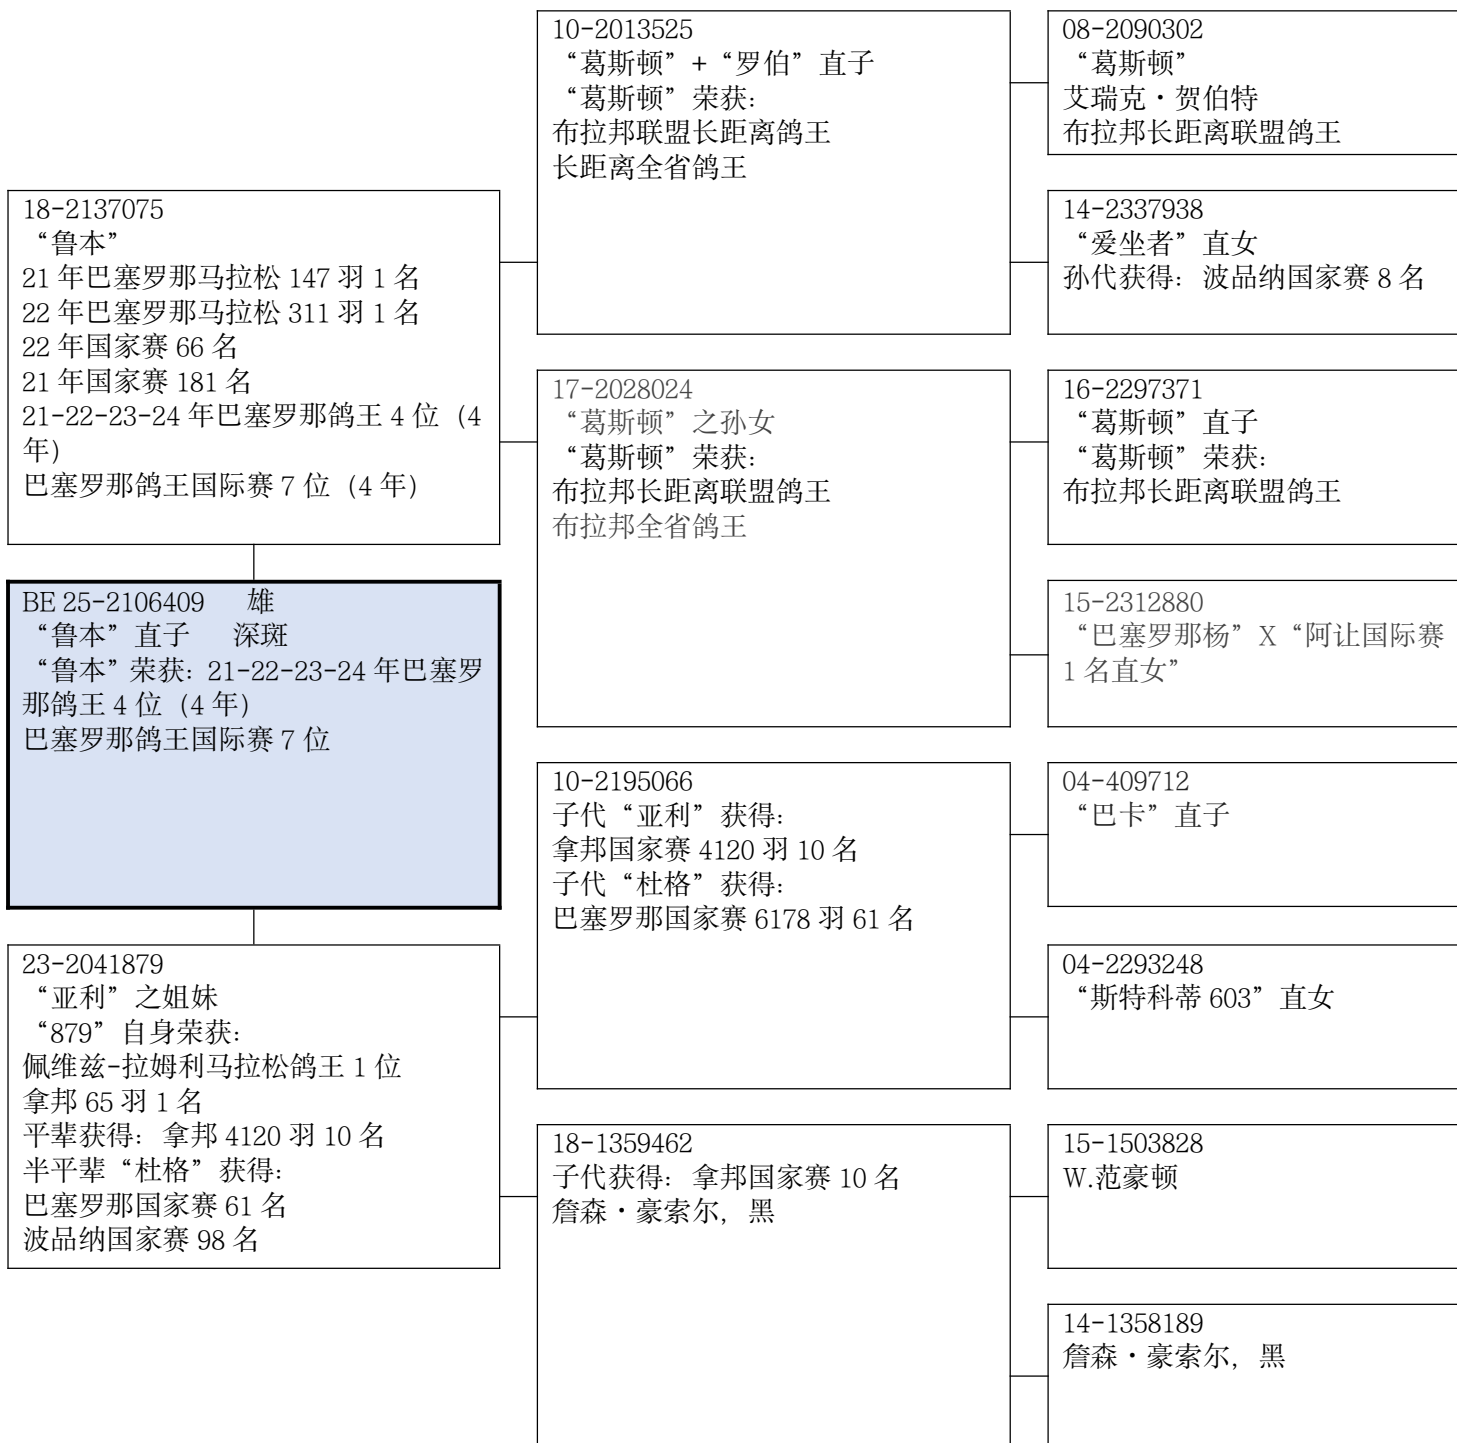 18-2137075
“鲁本”
21 年巴塞罗那马拉松 147 羽 1 名
22 年巴塞罗那马拉松 311 羽 1 名
22 年国家赛 66 名
21 年国家赛 181 名
21-22-23-24 年巴塞罗那鸽王 4 位（4
年）
巴塞罗那鸽王国际赛 7 位（4 年）
BE 25-2106409 雄
“鲁本”直子 深斑
“鲁本”荣获：21-22-23-24 年巴塞罗
那鸽王 4 位（4 年）
巴塞罗那鸽王国际赛 7 位
23-2041879
“亚利”之姐妹
“879”自身荣获：
佩维兹-拉姆利马拉松鸽王 1 位
拿邦 65 羽 1 名
平辈获得：拿邦 4120 羽 10 名
半平辈“杜格”获得：
巴塞罗那国家赛 61 名
波品纳国家赛 98 名
10-2013525
“葛斯顿”+“罗伯”直子
“葛斯顿”荣获：
布拉邦联盟长距离鸽王
长距离全省鸽王
17-2028024
“葛斯顿”之孙女
“葛斯顿”荣获：
布拉邦长距离联盟鸽王
布拉邦全省鸽王
10-2195066
子代“亚利”获得：
拿邦国家赛 4120 羽 10 名
子代“杜格”获得：
巴塞罗那国家赛 6178 羽 61 名
18-1359462
子代获得：拿邦国家赛 10 名
詹森·豪索尔，黑
08-2090302
“葛斯顿”
艾瑞克·贺伯特
布拉邦长距离联盟鸽王
14-2337938
“爱坐者”直女
孙代获得：波品纳国家赛 8 名
16-2297371
“葛斯顿”直子
“葛斯顿”荣获：
布拉邦长距离联盟鸽王
15-2312880
“巴塞罗那杨”X“阿让国际赛
1 名直女”
04-409712
“巴卡”直子
04-2293248
“斯特科蒂 603”直女
15-1503828
W.范豪顿
14-1358189
詹森·豪索尔，黑